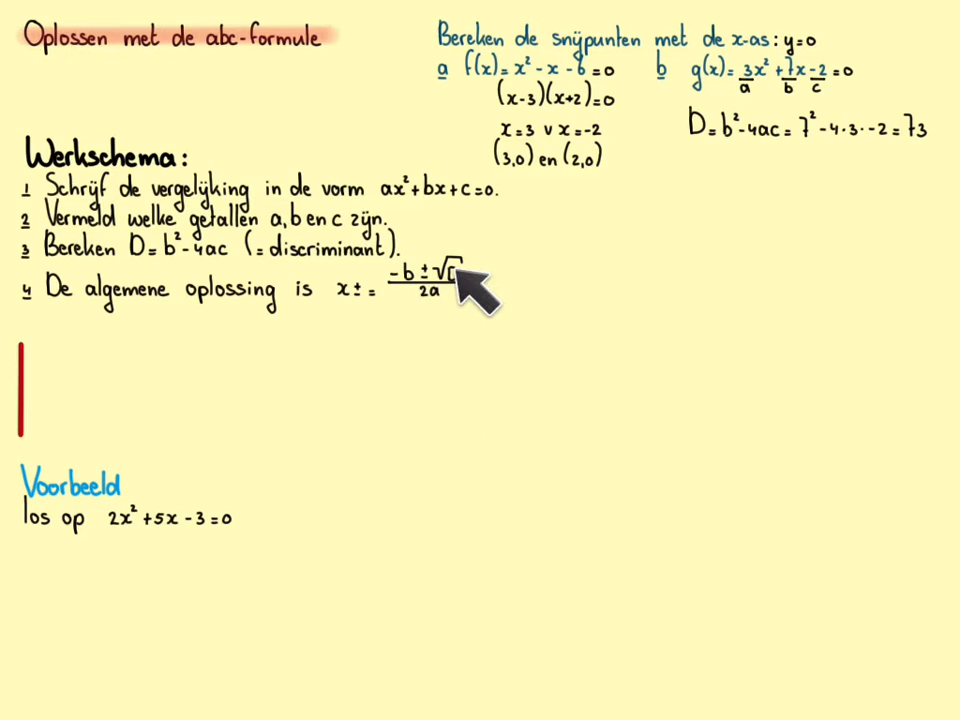 Oplossen met de abc-formule
Werkschema:
1 Schrijf de vergelijking in de vorm ax²+bx+c=0.
2 Vermeld welke getallen a, b en c zijn.
3 Bereken D=b²-4ac (= discriminant).
4 De algemene oplossing is x±= (-b±√)/2a
Voorbeeld
los op 2x²+5x-3=0
Bereken de snijpunten met de x-as: y=0
a f(x)=x²-x-6=0
(x-3)(x+2)=0
x=3 v x=-2
(3,0) en (2,0)
b g(x)=3x²+7x-2=0
a b c
D=b²-4ac=7²-4·3·-2=73